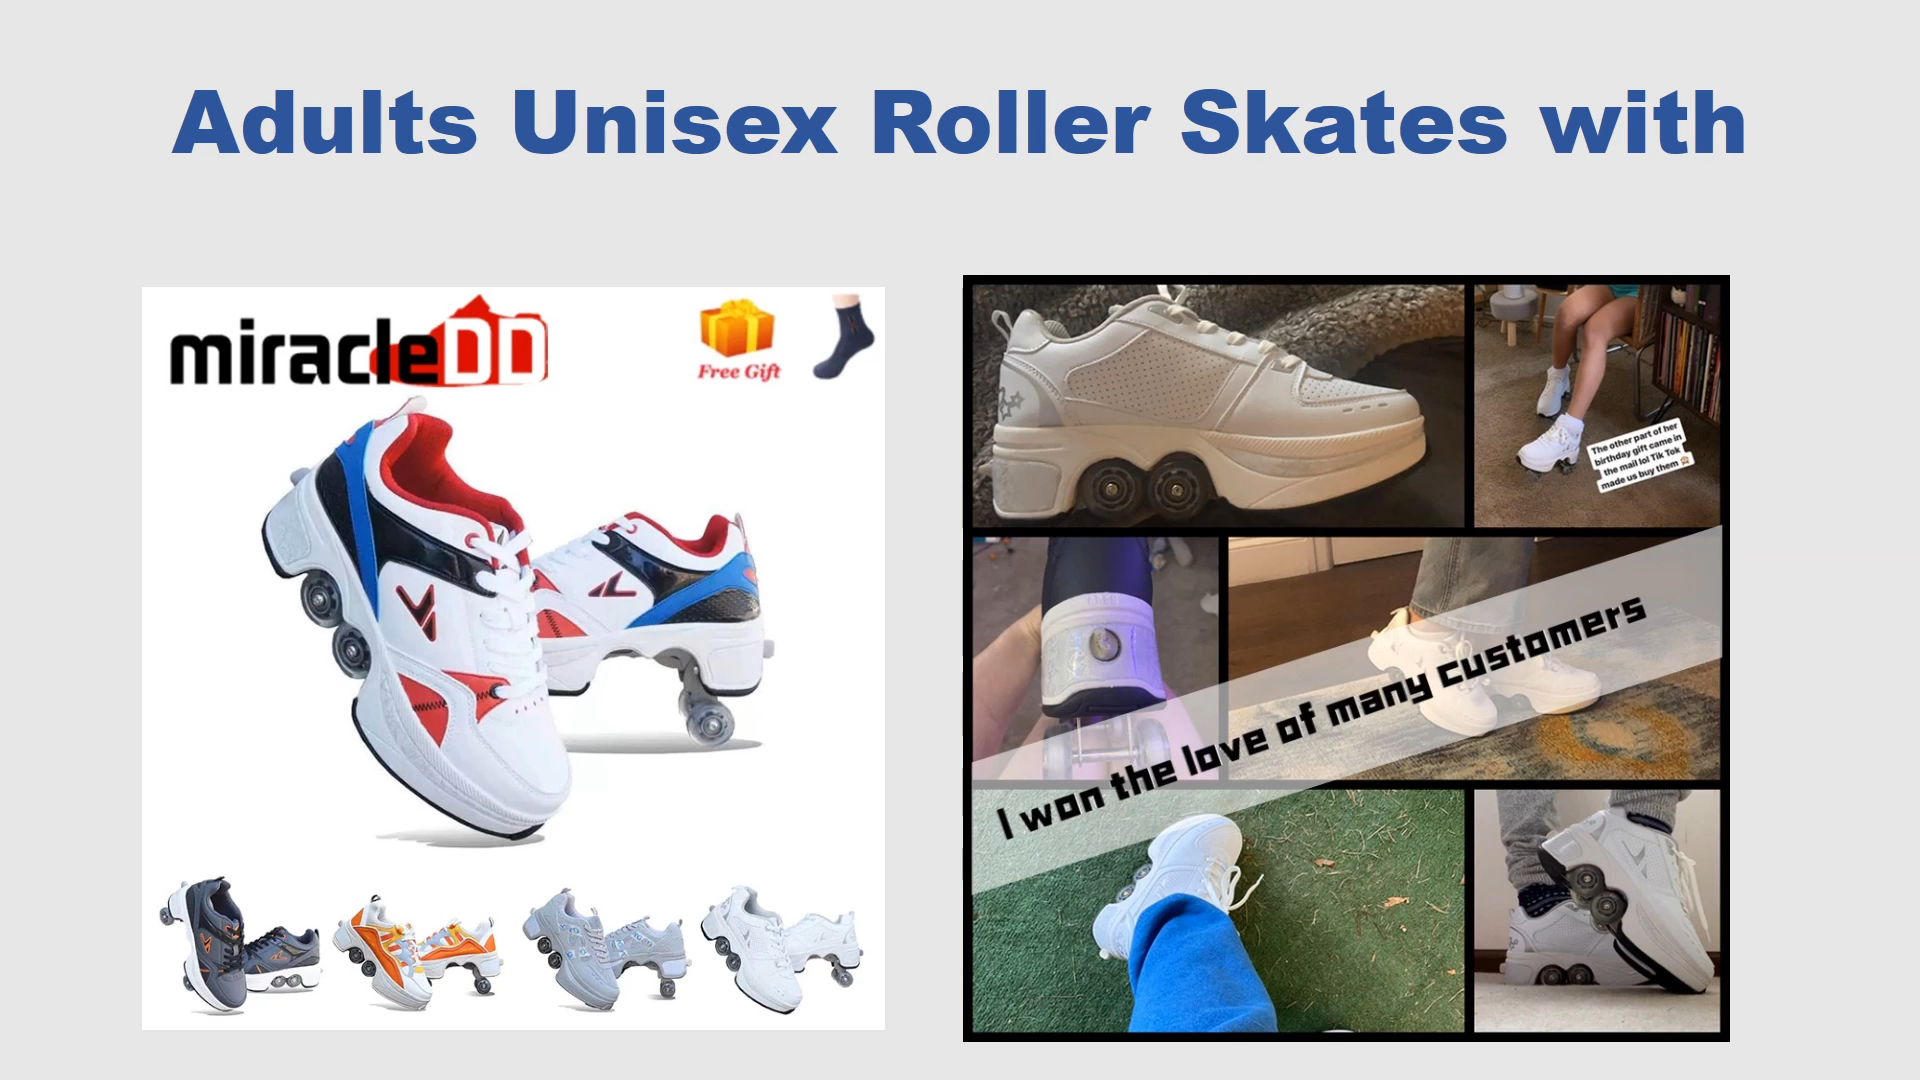 Adults Unisex Roller Skates with
miracleDD
Free Gift
The other part of her
birthday gift came in
the mail lol Tik Tok
made us buy them
I won the love of many customers